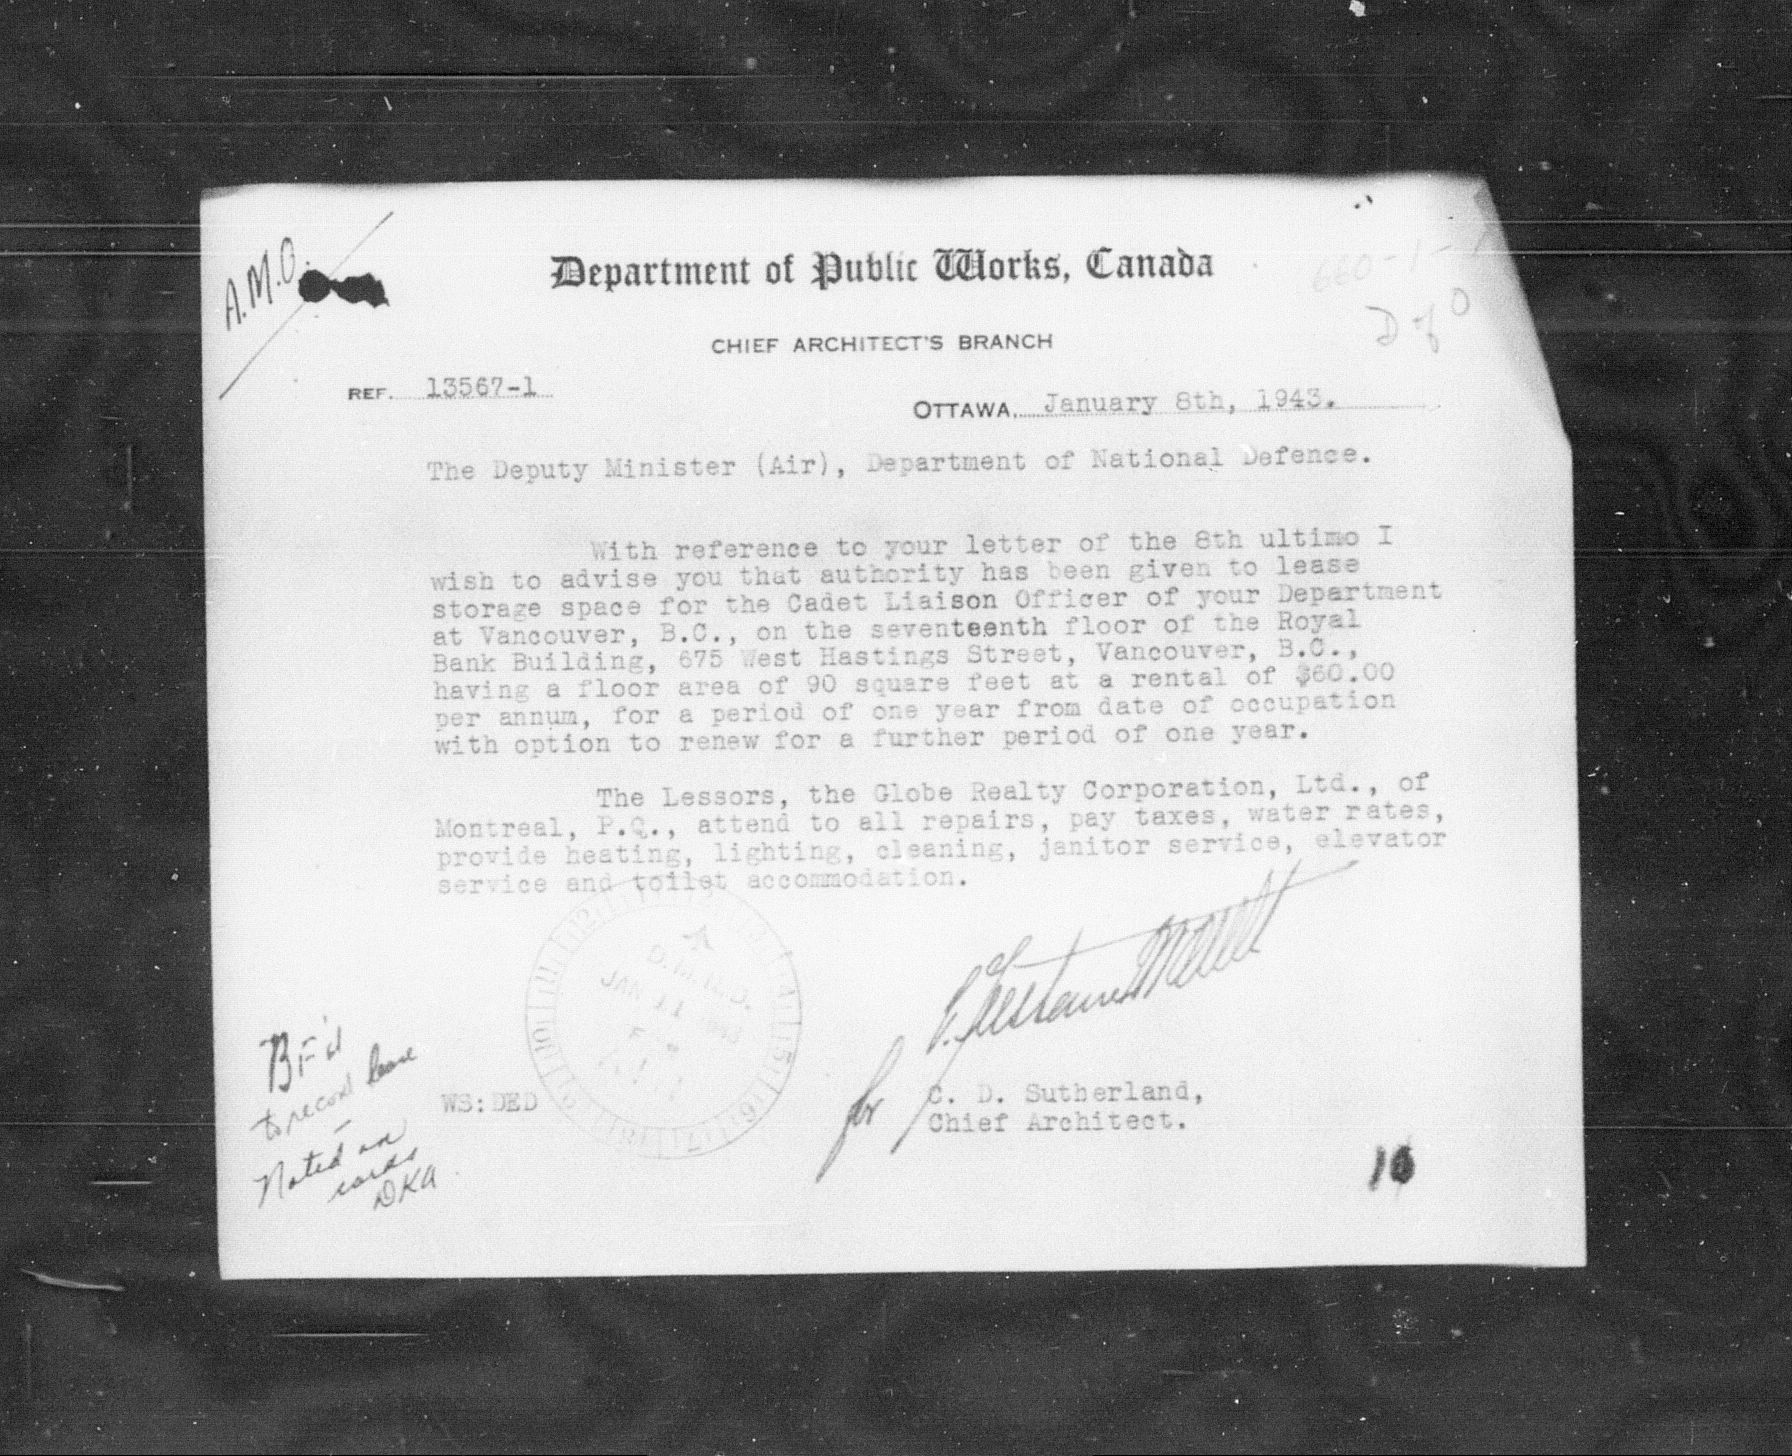 A.M.O.
Department of Public Works, Canada
660-1-1
D of O
CHIEF ARCHITECT'S BRANCH
REF. 13567-1
OTTAWA, January 8th, 1943.
The Deputy Minister (Air), Department of National Defence.
With reference to your letter of the 8th ultimo I
wish to advise you that authority has been given to lease
storage space for the Cadet Liaison Officer of your Department
at Vancouver, B.C., on the seventeenth floor of the Royal
Bank Building, 675 West Hastings Street, Vancouver, B.C.,
having a floor area of 90 square feet at a rental of $60.00
per annum, for a period of one year from date of occupation
with option to renew for a further period of one year.
The Lessors, the Globe Realty Corporation, Ltd., of
Montreal, P.Q., attend to all repairs, pay taxes, water rates,
provide heating, lighting, cleaning, janitor service, elevator
service and toilet accommodation.
JAN 11
BF'd
to record lease
Noted on
cards
DKA
WS:DED
for
C. D. Sutherland,
Chief Architect.
10